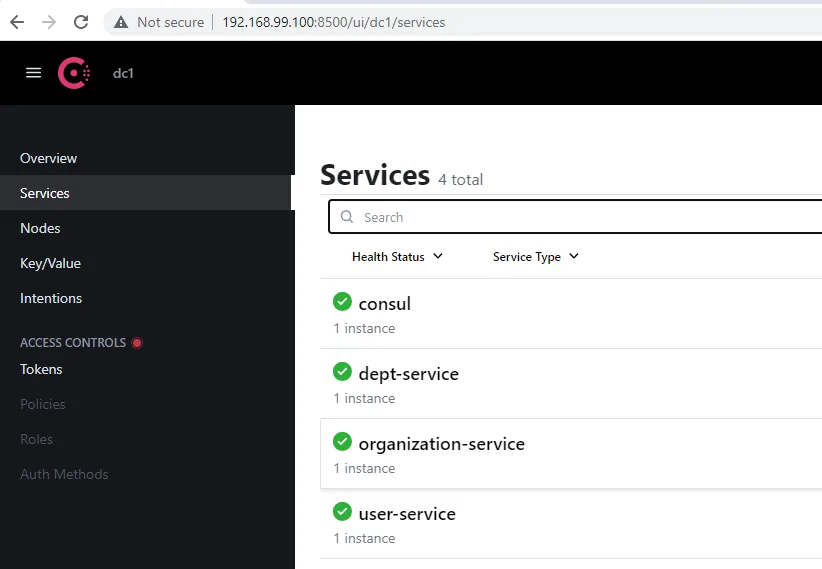 Not secure | 192.168.99.100:8500/ui/dc1/services
dc1
Overview
Services
Nodes
Key/Value
Intentions
ACCESS CONTROLS
Tokens
Policies
Roles
Auth Methods
Services 4 total
Search
Health Status Service Type
consul
1 instance
dept-service
1 instance
organization-service
1 instance
user-service
1 instance